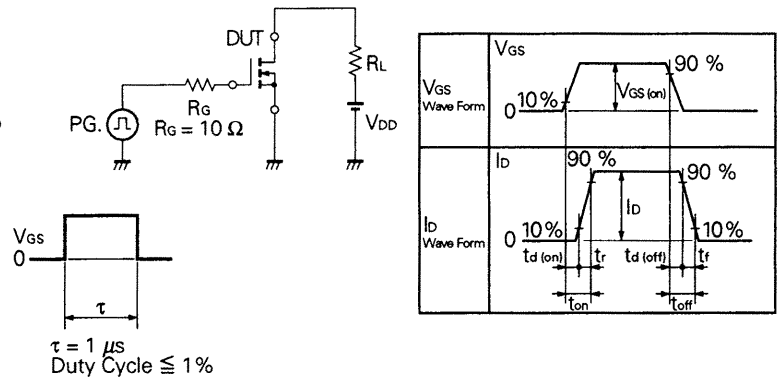 DUT
RL
RG
RG = 10 Ω
PG.
VDD
VGS
0
τ
τ = 1 μs
Duty Cycle ≦ 1%
VGS
Wave Form
VGS
10 %
0
VGS (on)
90 %
ID
Wave Form
ID
90 %
90 %
0
10 %
ID
10 %
td (on)
tr
td (off)
tf
ton
toff